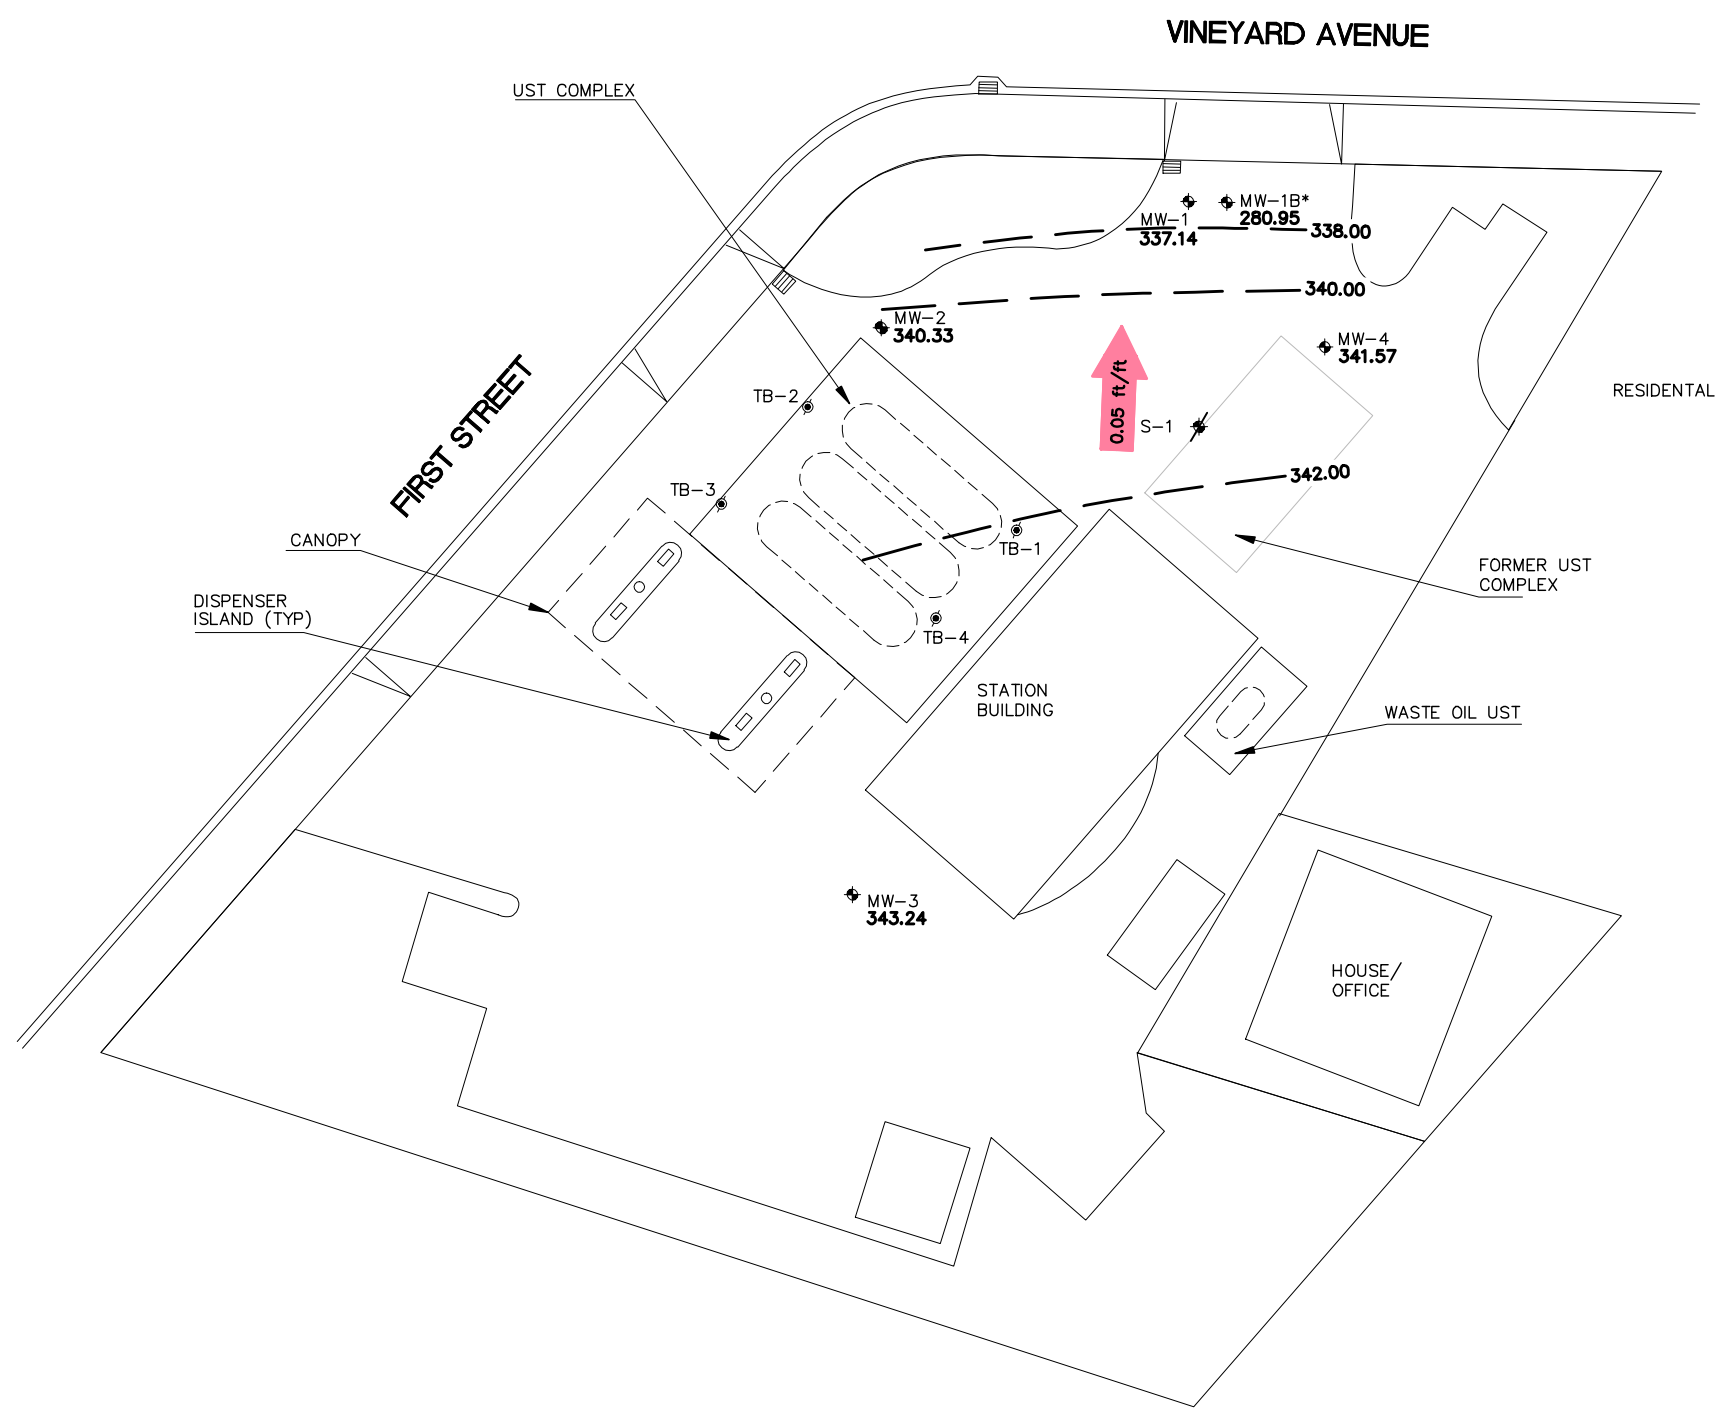 VINEYARD AVENUE
UST COMPLEX
MW-1B*
280.95
MW-1
337.14
338.00
340.00
MW-2
340.33
MW-4
341.57
0.05 ft/ft
FIRST STREET
RESIDENTAL
TB-2
S-1
342.00
TB-3
CANOPY
TB-1
FORMER UST
COMPLEX
DISPENSER
ISLAND (TYP)
TB-4
STATION
BUILDING
WASTE OIL UST
MW-3
343.24
HOUSE/
OFFICE